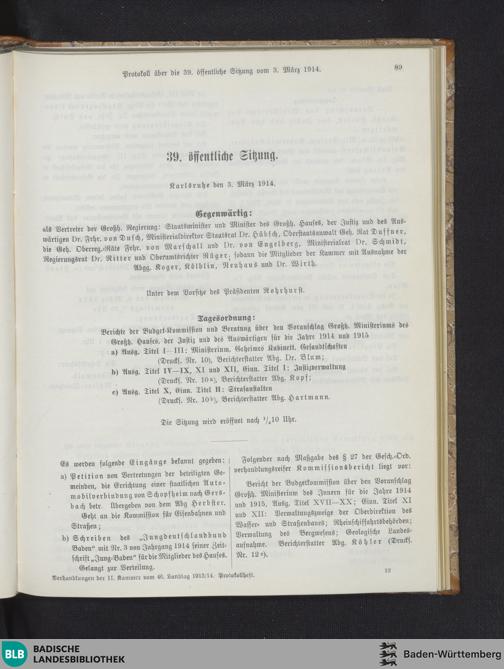 Protokoll über die 39. öffentliche Sitzung vom 3. März 1914.
89
39. öffentliche Sitzung.
Karlsruhe den 3. März 1914.
Gegenwärtig:
als Vertreter der Großh. Regierung: Staatsminister und Minister des Großh. Hauses, der Justiz und des Aus-
wärtigen Dr. Frhr. von Dusch, Ministerialdirektor Staatsrat Dr. Hübsch, Oberstaatsanwalt Geh. Rat Duffner,
die Geh. Oberreg.-Räte Frhr. von Marschall und Dr. von Engelberg, Ministerialrat Dr. Schmidt,
Regierungsrat Dr. Ritter und Oberamtsrichter Rüger, sodann die Mitglieder der Kammer mit Ausnahme der
Abgg. Koger, Kölblin, Neuhaus und Dr. Wirth.
Unter dem Vorsitze des Präsidenten Rohrhurst.
Tagesordnung:
Berichte der Budget-Kommission und Beratung über den Voranschlag Großh. Ministeriums des
Großh. Hauses, der Justiz und des Auswärtigen für die Jahre 1914 und 1915
a) Ausg. Titel I—III: Ministerium, Geheimes Kabinett, Gesandtschaften
(Drucks. Nr. 10), Berichterstatter Abg. Dr. Blum;
b) Ausg. Titel IV—IX, XI und XII, Einn. Titel I: Justizverwaltung
(Drucks. Nr. 10a), Berichterstatter Abg. Kopf;
c) Ausg. Titel X, Einn. Titel II: Strafanstalten
(Drucks. Nr. 10b), Berichterstatter Abg. Hartmann.
Die Sitzung wird eröffnet nach 1/410 Uhr.
Es werden folgende Eingänge bekannt gegeben:
a) Petition von Vertretungen der beteiligten Ge-
meinden, die Errichtung einer staatlichen Auto-
mobilverbindung von Schopfheim nach Gers-
bach betr. Übergeben von dem Abg. Herbster.
Geht an die Kommission für Eisenbahnen und
Straßen;
b) Schreiben des „Jungdeutschlandbund
Baden" mit Nr. 3 von Jahrgang 1914 seiner Zeit-
schrift „Jung-Baden" für die Mitglieder des Hauses.
Gelangt zur Verteilung.
Folgender nach Maßgabe des § 27 der Gesch.-Ord.
verhandlungsreifer Kommissionsbericht liegt vor:
Bericht der Budgetkommission über den Voranschlag
Großh. Ministerium des Innern für die Jahre 1914
und 1915, Ausg. Titel XVII—XX; Einn. Titel XI
und XII: Verwaltungszweige der Oberdirektion des
Wasser- und Straßenbaues; Rheinschiffahrtsbehörden;
Verwaltung des Bergwesens; Geologische Landes-
aufnahme. Berichterstatter Abg. Köhler (Drucks.
Nr. 12e).
Verhandlungen der II. Kammer vom 46. Landtag 1913/14. Protokollheft.
12
BLB
BADISCHE
LANDESBIBLIOTHEK
Baden-Württemberg